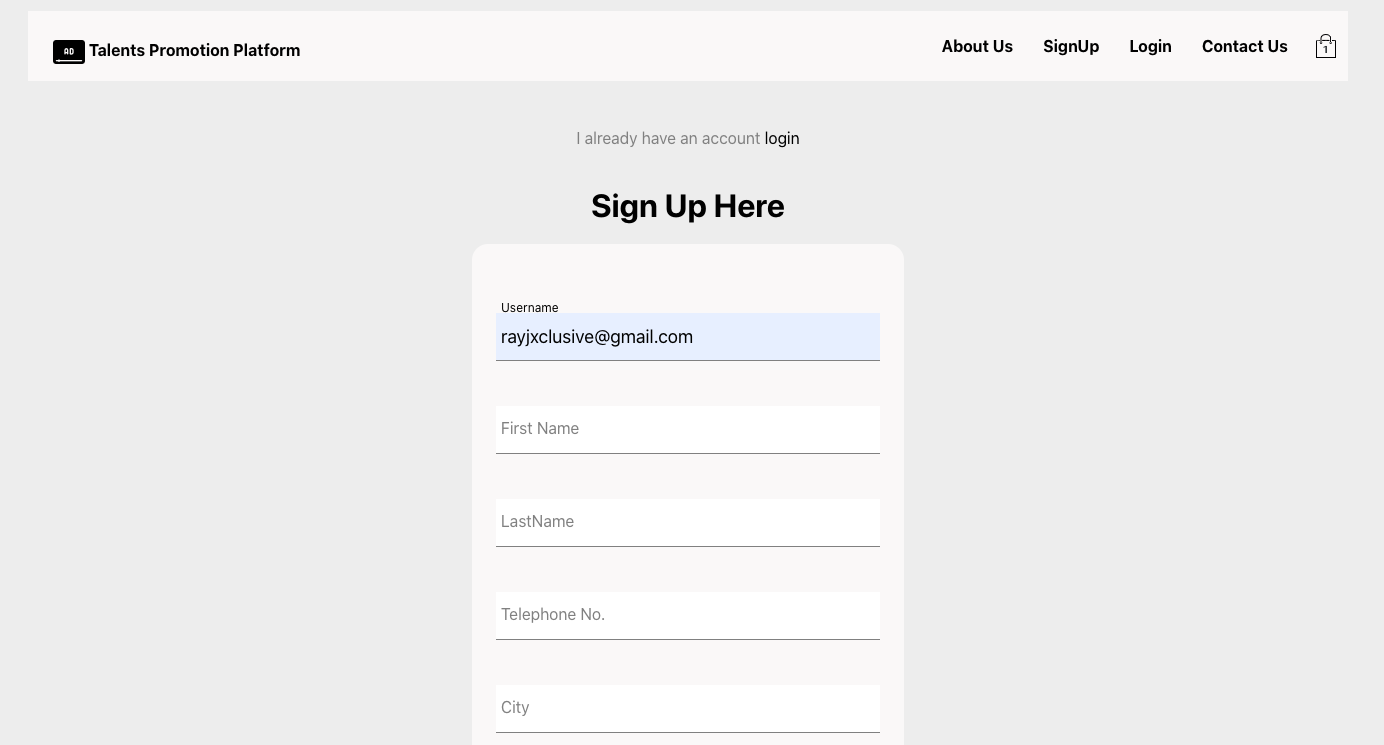 AD
Talents Promotion Platform
About Us
SignUp
Login
Contact Us
1
I already have an account login
Sign Up Here
Username
rayjxclusive@gmail.com
First Name
LastName
Telephone No.
City